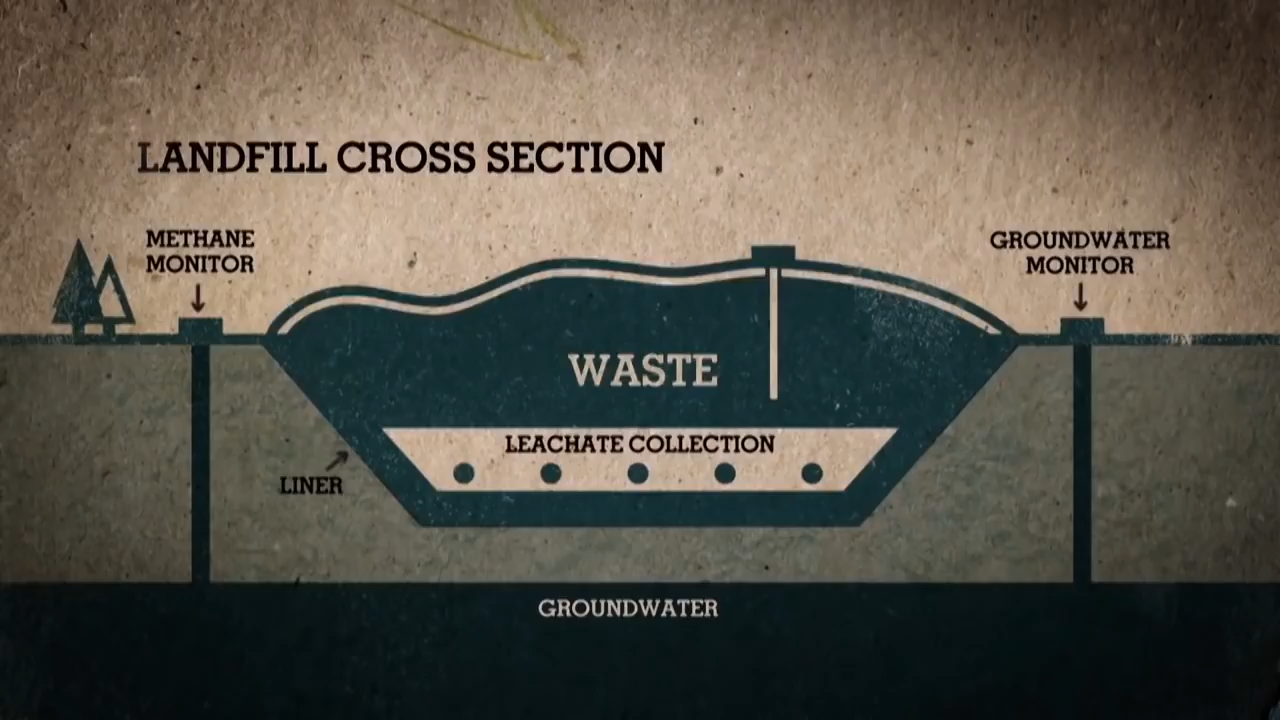 LANDFILL CROSS SECTION
METHANE
MONITOR
GROUNDWATER
MONITOR
WASTE
LEACHATE COLLECTION
LINER
GROUNDWATER